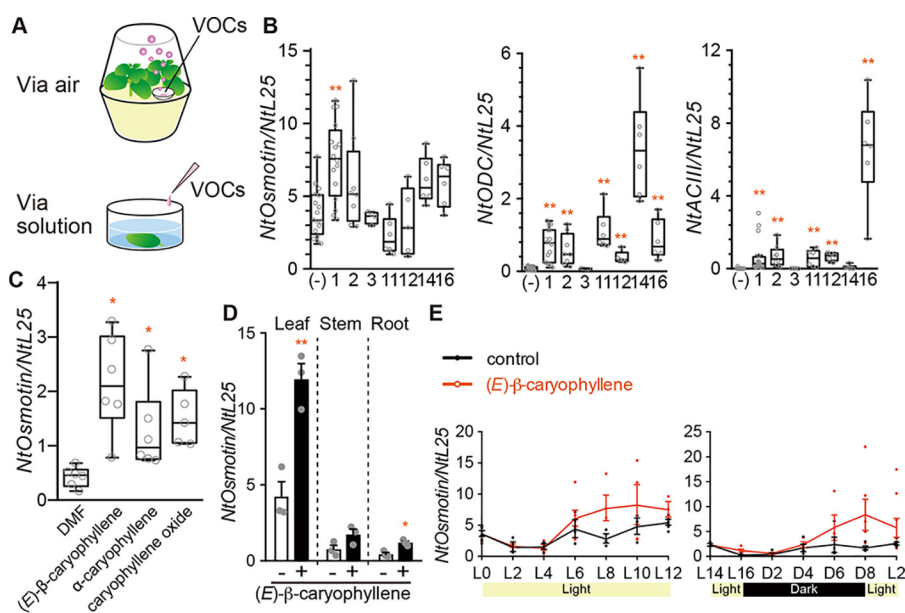 A
VOCs
Via air
Via
solution
VOCs
B
NtOsmotin/NtL25
15
10
5
0
(-) 1 2 3 11 12 14 16
NtODC/NtL25
6
4
2
0
(-) 1 2 3 11 12 14 16
NtACIII/NtL25
12
8
4
0
(-) 1 2 3 11 12 14 16
** ** ** ** ** ** ** ** ** ** ** **
C
NtOsmotin/NtL25
4
3
2
1
0
* * *
DMF
(E)-β-caryophyllene
α-caryophyllene
caryophyllene oxide
D
Leaf Stem Root
NtOsmotin/NtL25
15
10
5
0
** *
- + - + - +
(E)-β-caryophyllene
E
control
(E)-β-caryophyllene
NtOsmotin/NtL25
20
15
10
5
0
L0 L2 L4 L6 L8 L10 L12
Light
25
20
15
10
5
0
L14 L16 D2 D4 D6 D8 L2
Light Dark Light